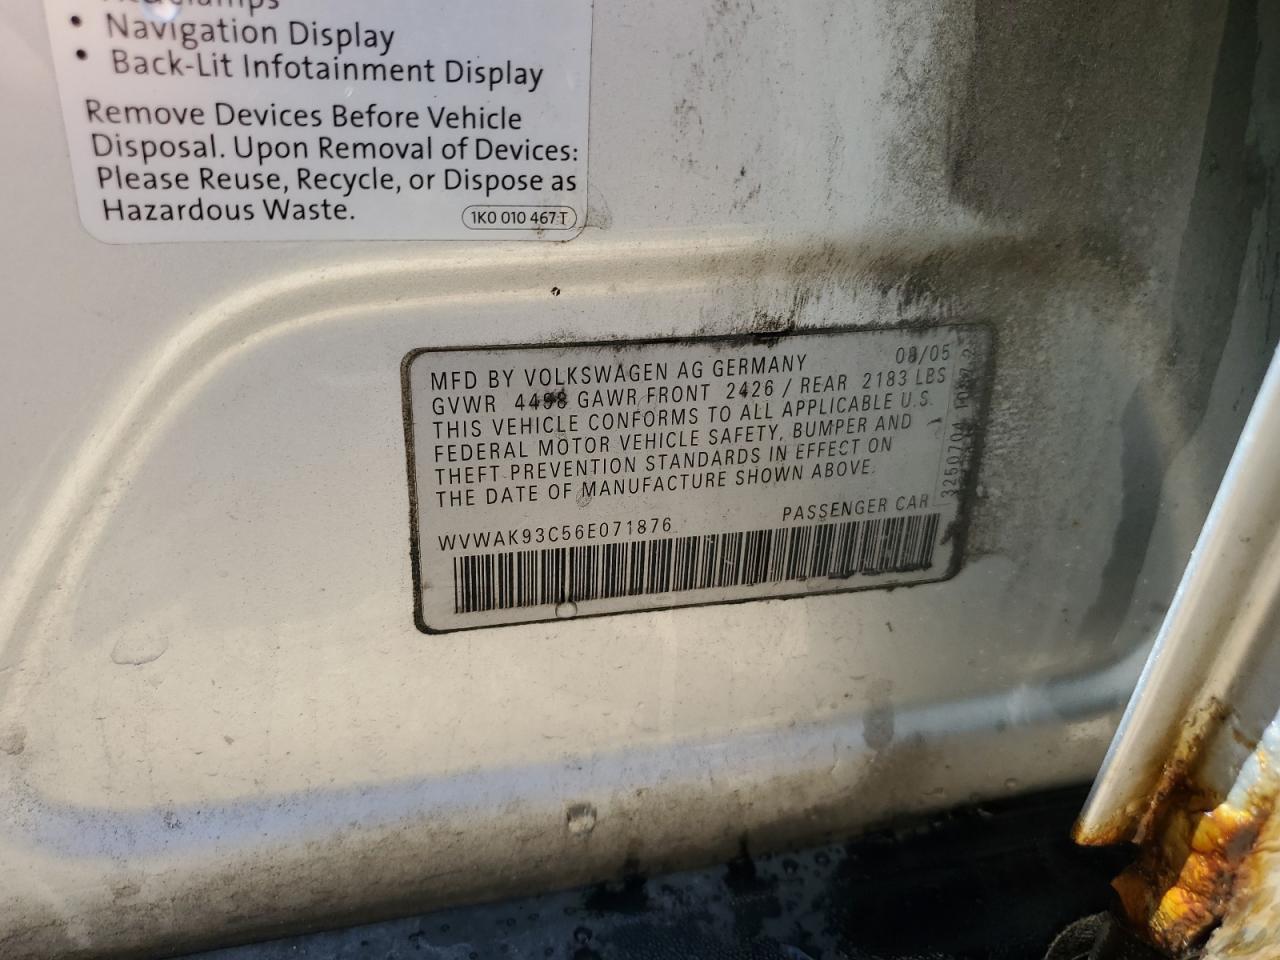 • Navigation Display
• Back-Lit Infotainment Display
Remove Devices Before Vehicle
Disposal. Upon Removal of Devices:
Please Reuse, Recycle, or Dispose as
Hazardous Waste.
1K0 010 467 T
MFD BY VOLKSWAGEN AG GERMANY 08/05
GVWR 4498 GAWR FRONT 2426 / REAR 2183 LBS
THIS VEHICLE CONFORMS TO ALL APPLICABLE U.S.
FEDERAL MOTOR VEHICLE SAFETY, BUMPER AND
THEFT PREVENTION STANDARDS IN EFFECT ON
THE DATE OF MANUFACTURE SHOWN ABOVE.
WVWAK93C56E071876 PASSENGER CAR
3250704